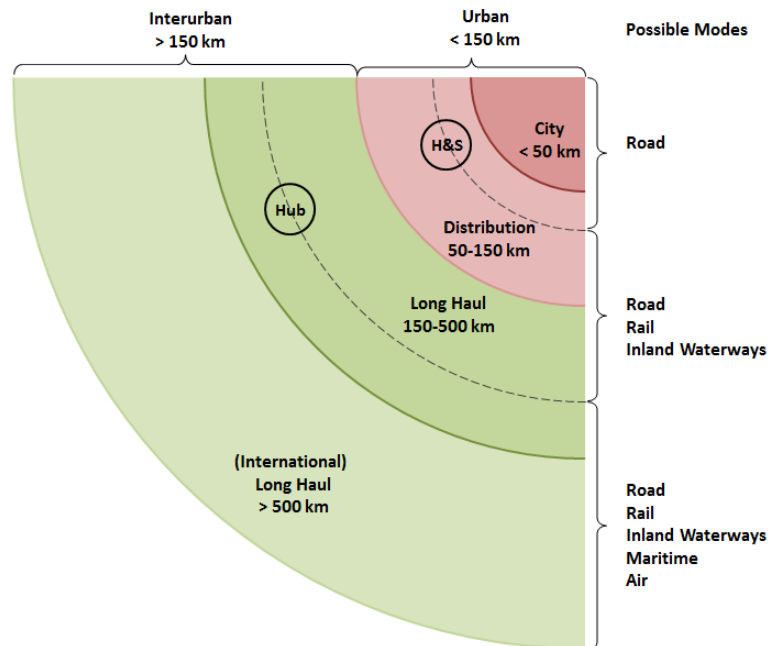 Interurban
> 150 km
Urban
< 150 km
Possible Modes
City
< 50 km
Road
H&S
Hub
Distribution
50-150 km
Long Haul
150-500 km
Road
Rail
Inland Waterways
(International)
Long Haul
> 500 km
Road
Rail
Inland Waterways
Maritime
Air